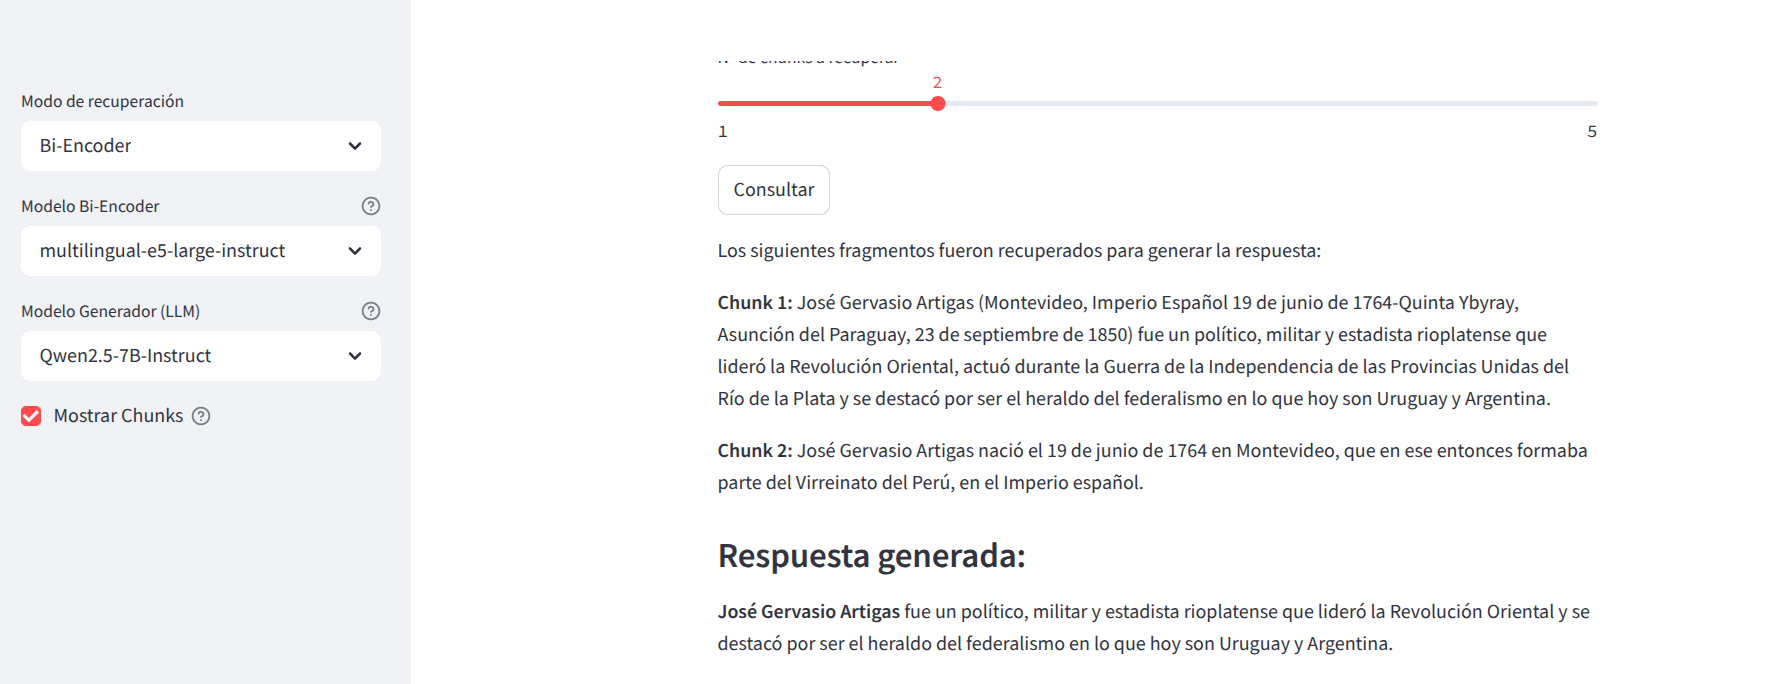 Modo de recuperación
Bi-Encoder
Modelo Bi-Encoder
multilingual-e5-large-instruct
Modelo Generador (LLM)
Qwen2.5-7B-Instruct
Mostrar Chunks
N° de chunks a recuperar
2
1
5
Consultar
Los siguientes fragmentos fueron recuperados para generar la respuesta:
Chunk 1: José Gervasio Artigas (Montevideo, Imperio Español 19 de junio de 1764-Quinta Ybyray,
Asunción del Paraguay, 23 de septiembre de 1850) fue un político, militar y estadista rioplatense que
lideró la Revolución Oriental, actuó durante la Guerra de la Independencia de las Provincias Unidas del
Río de la Plata y se destacó por ser el heraldo del federalismo en lo que hoy son Uruguay y Argentina.
Chunk 2: José Gervasio Artigas nació el 19 de junio de 1764 en Montevideo, que en ese entonces formaba
parte del Virreinato del Perú, en el Imperio español.
Respuesta generada:
José Gervasio Artigas fue un político, militar y estadista rioplatense que lideró la Revolución Oriental y se
destacó por ser el heraldo del federalismo en lo que hoy son Uruguay y Argentina.